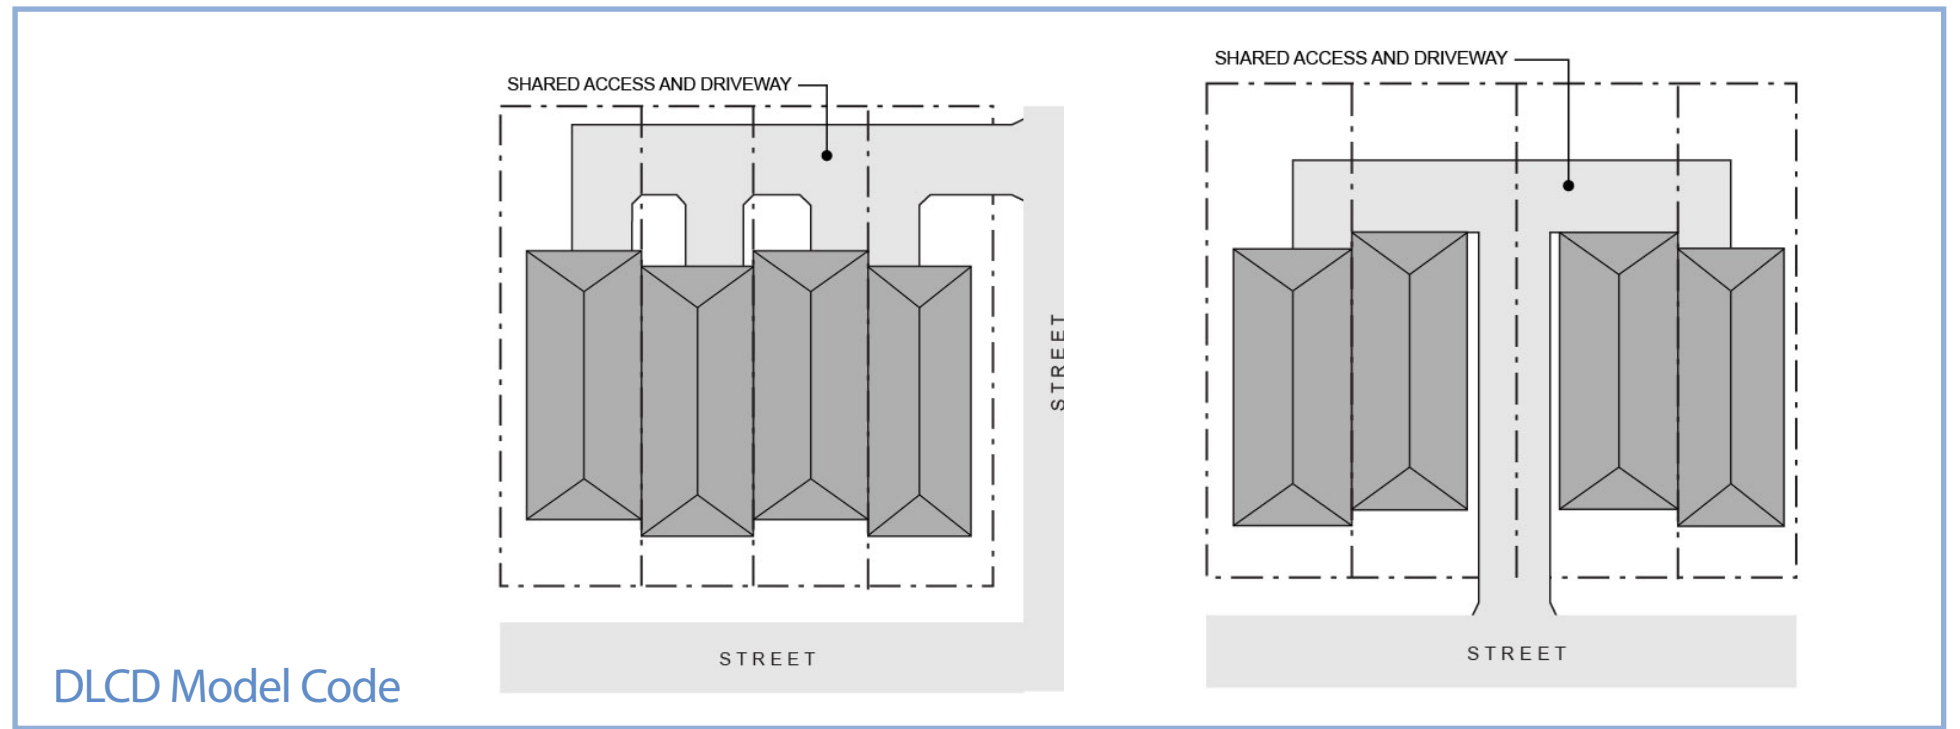 SHARED ACCESS AND DRIVEWAY
STREET
STREET
SHARED ACCESS AND DRIVEWAY
STREET
DLCD Model Code